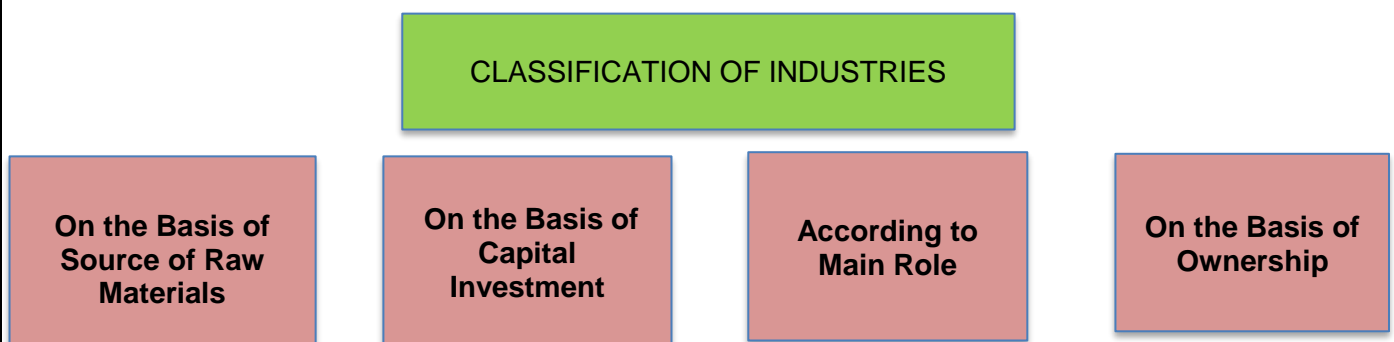 CLASSIFICATION OF INDUSTRIES
On the Basis of
Source of Raw
Materials
On the Basis of
Capital
Investment
According to
Main Role
On the Basis of
Ownership